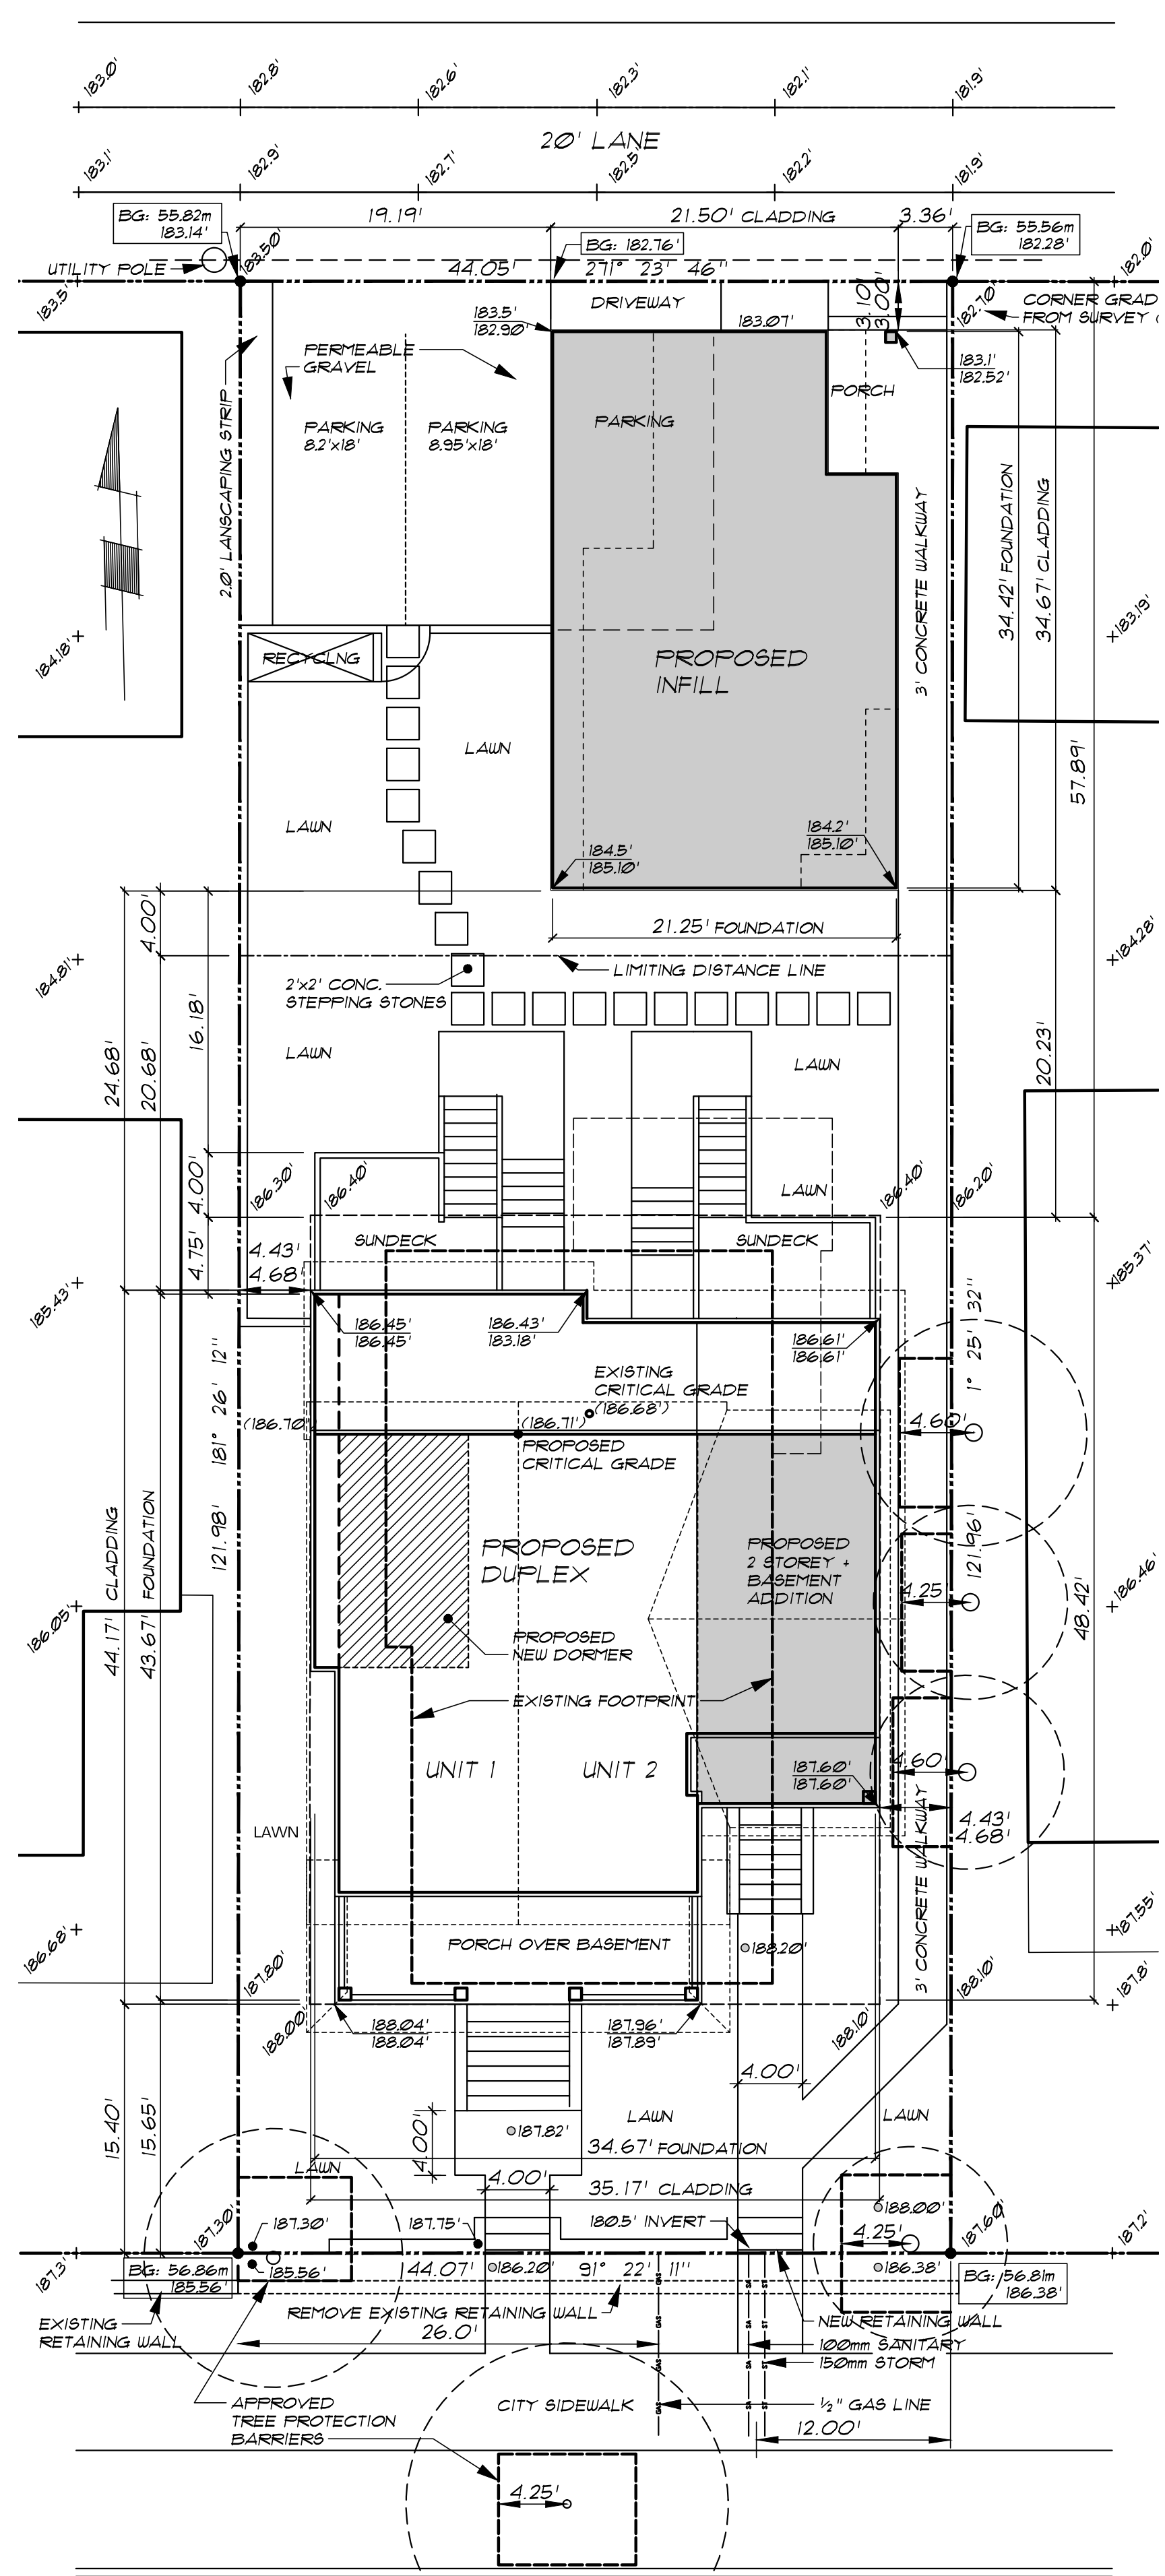 183.0'
182.8'
182.6'
182.3'
182.1'
181.9'
20' LANE
183.1'
182.9'
182.7'
182.5'
182.2'
181.9'
BG: 55.82m
183.14'
19.19'
21.50' CLADDING
3.36'
BG: 55.56m
182.28'
BG: 182.76'
183.50'
UTILITY POLE
44.05'
271° 23' 46"
182.0'
183.5'
DRIVEWAY
3.10'
3.00'
182.70'
CORNER GRAD
FROM SURVEY
183.5'
182.90'
183.07'
PERMEABLE
GRAVEL
183.1'
182.52'
PORCH
2.0' LANSCAPING STRIP
PARKING
8.2'x18'
PARKING
8.95'x18'
PARKING
34.42' FOUNDATION
34.67' CLADDING
3' CONCRETE WALKWAY
184.18'
183.19'
RECYCLNG
PROPOSED
INFILL
LAWN
57.89'
LAWN
184.5'
185.10'
184.2'
185.10'
4.00'
21.25' FOUNDATION
184.81'
184.28'
LIMITING DISTANCE LINE
2'x2' CONC.
STEPPING STONES
16.18'
LAWN
LAWN
24.68'
20.68'
20.23'
4.00'
186.30'
186.40'
LAWN
186.40'
186.20'
SUNDECK
SUNDECK
4.75'
4.43'
4.68'
185.43'
185.37'
186.45'
186.45'
186.43'
183.18'
186.61'
186.61'
1° 25' 32"
181° 26' 12"
EXISTING
CRITICAL GRADE
(186.68')
(186.70')
(186.71')
PROPOSED
CRITICAL GRADE
4.60'
121.98'
121.96'
44.17' CLADDING
43.67' FOUNDATION
PROPOSED
DUPLEX
PROPOSED
2 STOREY +
BASEMENT
ADDITION
4.25
186.05'
186.46'
48.42'
PROPOSED
NEW DORMER
EXISTING FOOTPRINT
UNIT 1
UNIT 2
187.60'
187.60'
4.60'
4.43'
4.68'
LAWN
3' CONCRETE WALKWAY
186.68'
187.55'
PORCH OVER BASEMENT
188.20'
187.80'
188.10'
187.8'
188.00'
188.04'
188.04'
187.96'
187.89'
188.10'
4.00'
15.40'
15.65'
4.00'
187.82'
LAWN
LAWN
34.67' FOUNDATION
LAWN
4.00'
35.17' CLADDING
187.30'
187.30'
187.75'
180.5' INVERT
188.00'
4.25'
187.60'
187.2'
187.3'
BG: 56.86m
185.56'
185.56'
44.07'
186.20'
91° 22' 11"
186.38'
BG: 56.81m
186.38'
EXISTING
RETAINING WALL
REMOVE EXISTING RETAINING WALL
26.0'
GAS
GAS
GAS
SA
SA
SA
ST
ST
ST
NEW RETAINING WALL
100mm SANITARY
150mm STORM
APPROVED
TREE PROTECTION
BARRIERS
CITY SIDEWALK
½" GAS LINE
12.00'
4.25'